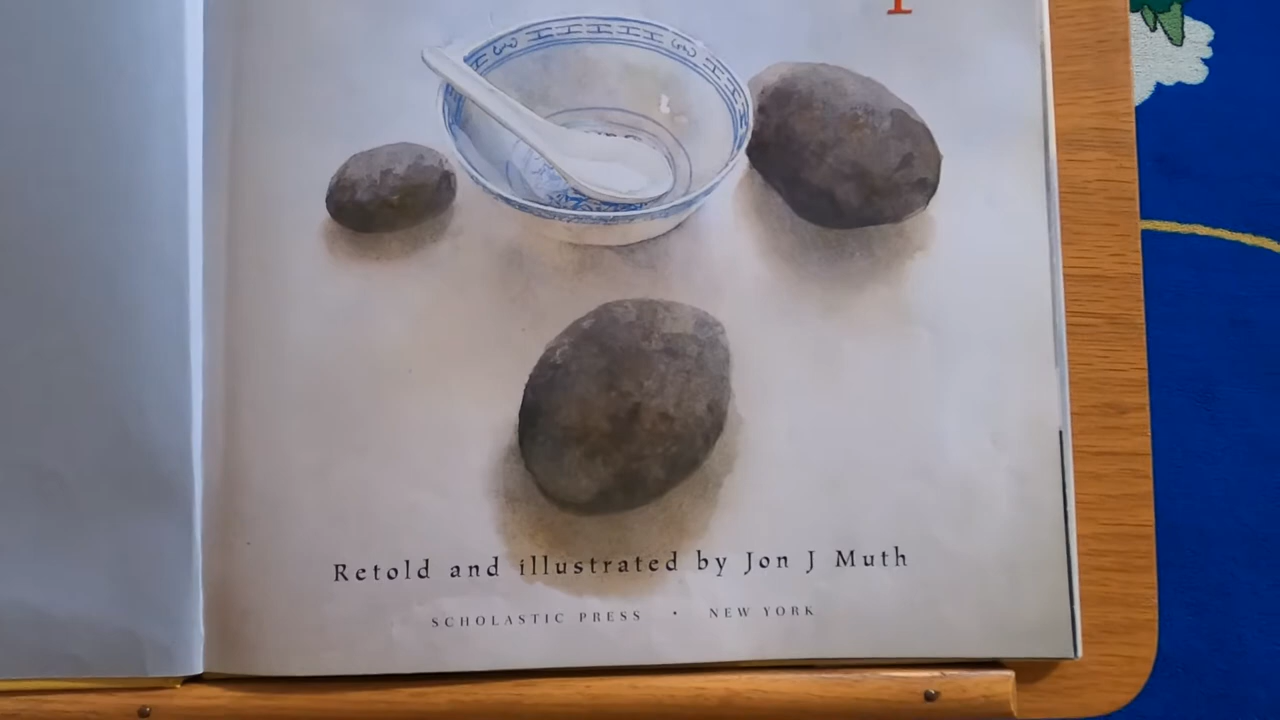 Retold and illustrated by Jon J Muth
SCHOLASTIC PRESS • NEW YORK